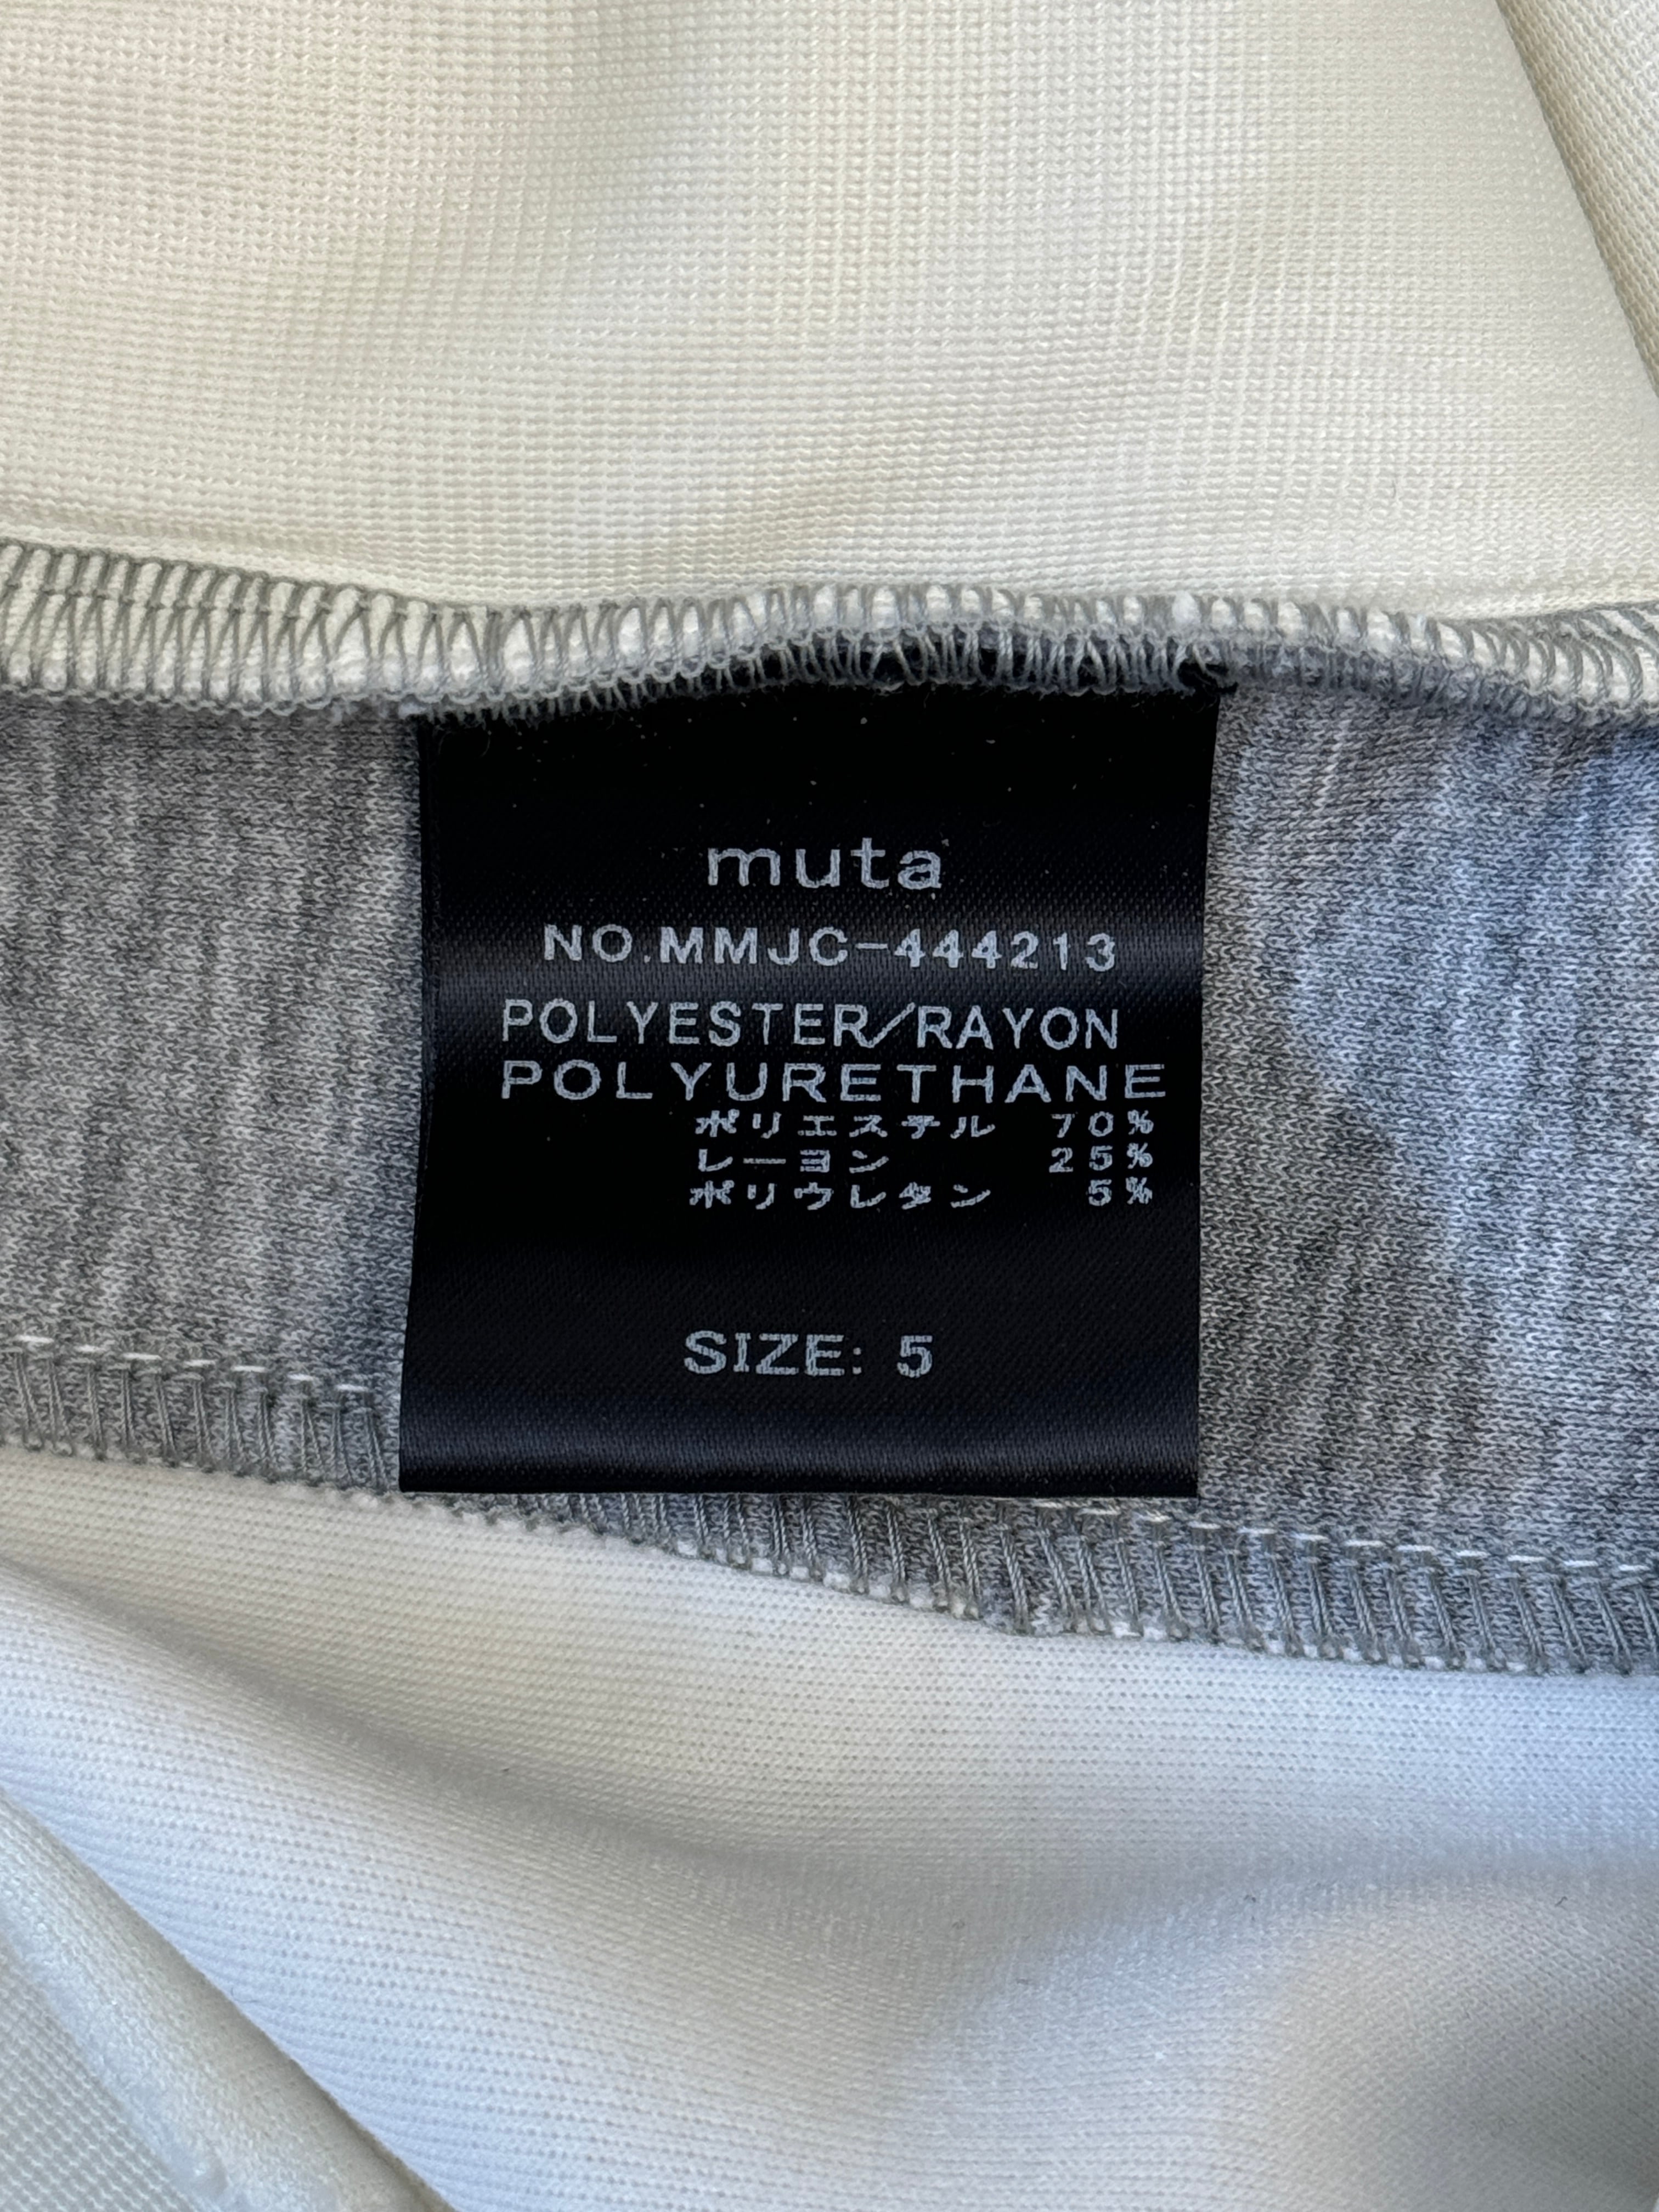 muta
NO.MMJC-444213
POLYESTER/RAYON
POLYURETHANE
ポリエステル 70%
レーヨン 25%
ポリウレタン 5%
SIZE: 5